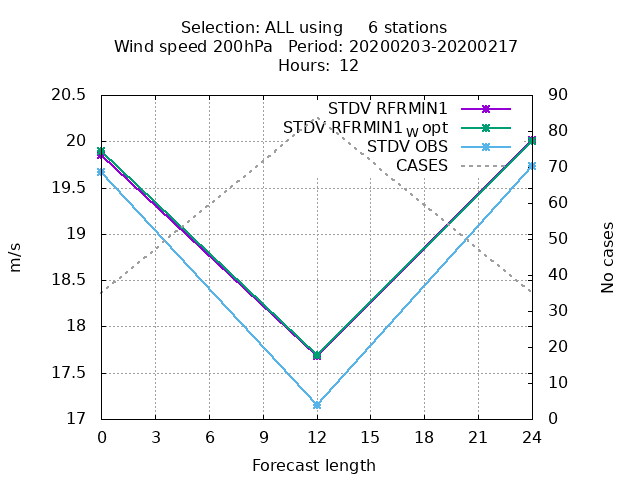 Selection: ALL using     6 stations
Wind speed 200hPa   Period: 20200203-20200217
Hours:  12
20.5
20
19.5
19
18.5
18
17.5
17
m/s
90
80
70
60
50
40
30
20
10
0
No cases
STDV RFRMIN1
STDV RFRMIN1_w opt
STDV OBS
CASES
0 3 6 9 12 15 18 21 24
Forecast length